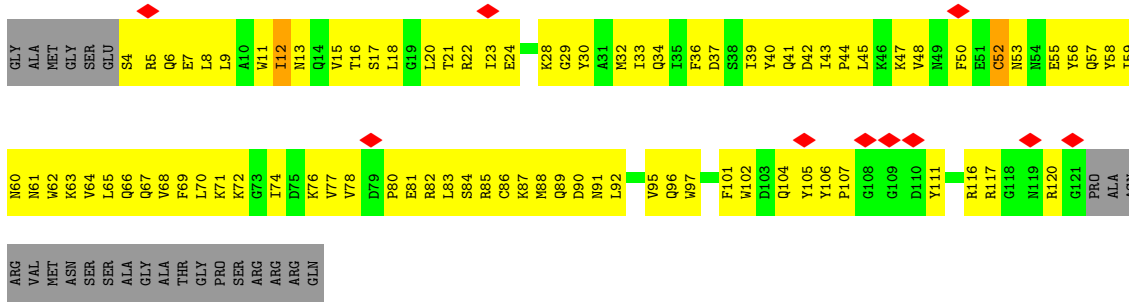 GLY ALA MET GLY SER GLU S4 R5 Q6 E7 L8 L9 A10 W11 I12 N13 Q14 V15 T16 S17 L18 G19 L20 T21 R22 I23 E24 K28 G29 Y30 A31 M32 I33 Q34 I35 F36 D37 S38 I39 Y40 Q41 D42 I43 P44 L45 K46 K47 V48 N49 F50 E51 C52 N53 N54 E55 Y56 Q57 Y58 I59
N60 N61 W62 K63 V64 L65 Q66 Q67 V68 F69 L70 K71 K72 G73 I74 D75 K76 V77 V78 D79 P80 E81 R82 L83 S84 R85 C86 K87 M88 Q89 D90 N91 L92 V95 Q96 W97 F101 W102 D103 Q104 Y105 Y106 P107 G108 G109 D110 Y111 R116 R117 G118 N119 R120 G121 PRO ALA ASN
ARG VAL MET ASN SER SER ALA GLY ALA THR GLY PRO SER ARG ARG ARG GLN